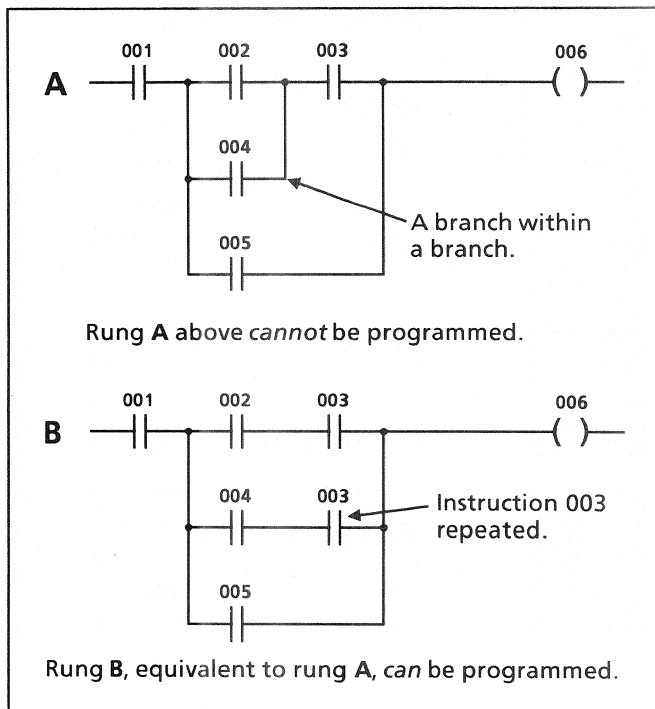 001 002 003 006
A
004
A branch within
a branch.
005
Rung A above cannot be programmed.
001 002 003 006
B
004 003
Instruction 003
repeated.
005
Rung B, equivalent to rung A, can be programmed.